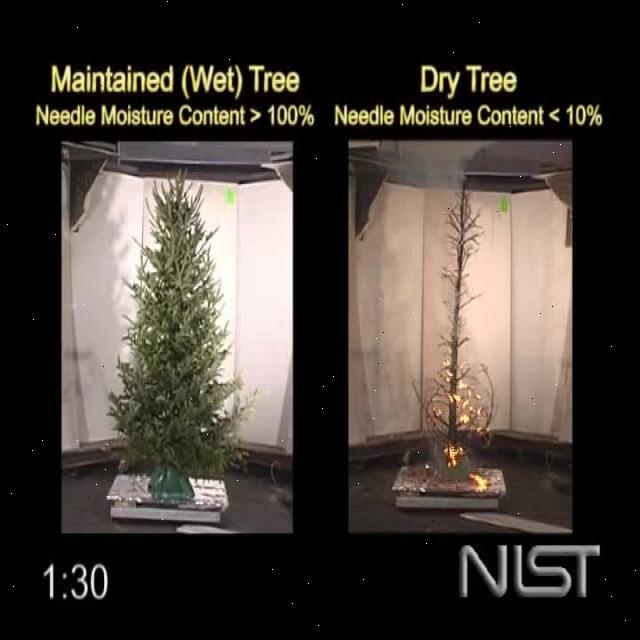 Maintained (Wet) Tree
Needle Moisture Content > 100%
Dry Tree
Needle Moisture Content < 10%
1:30
NIST